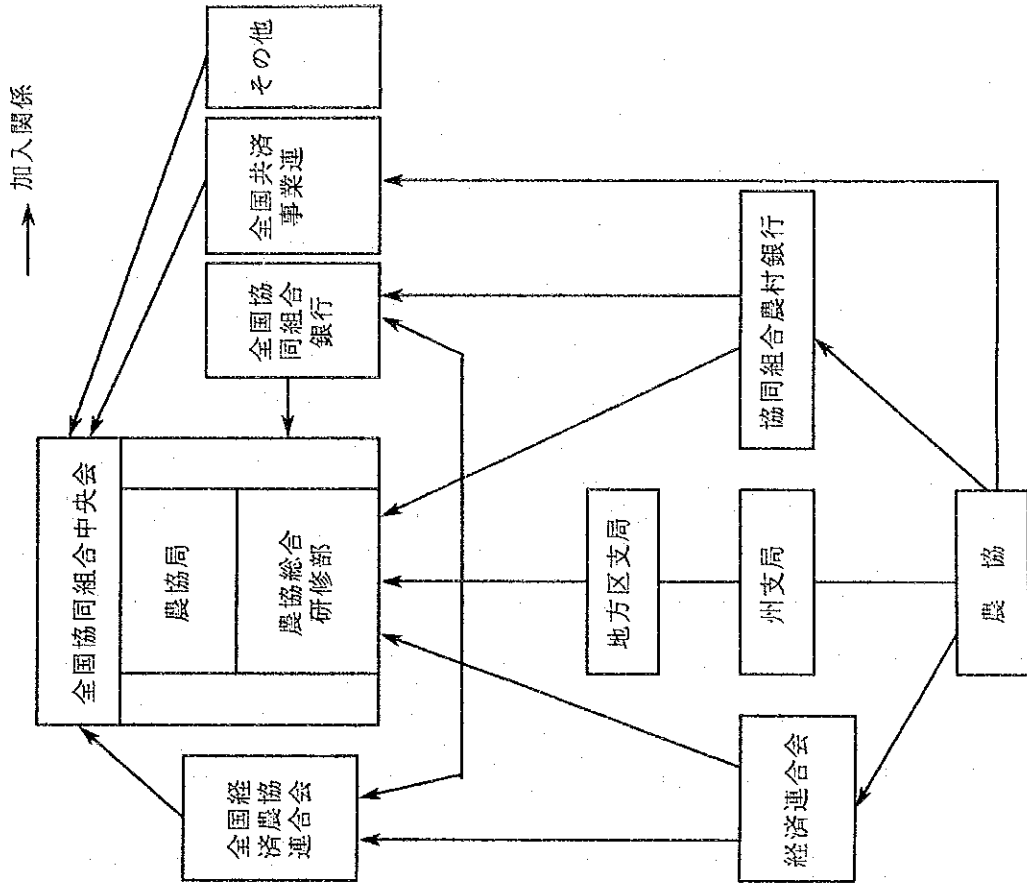 → 加入関係
全国協同組合中央会
農協局
農協総合
研修部
全国経
済農協
連合会
全国協
同組合
銀行
全国共済
事業連
その他
地方区支局
州支局
経済連合会
協同組合農村銀行
農 協